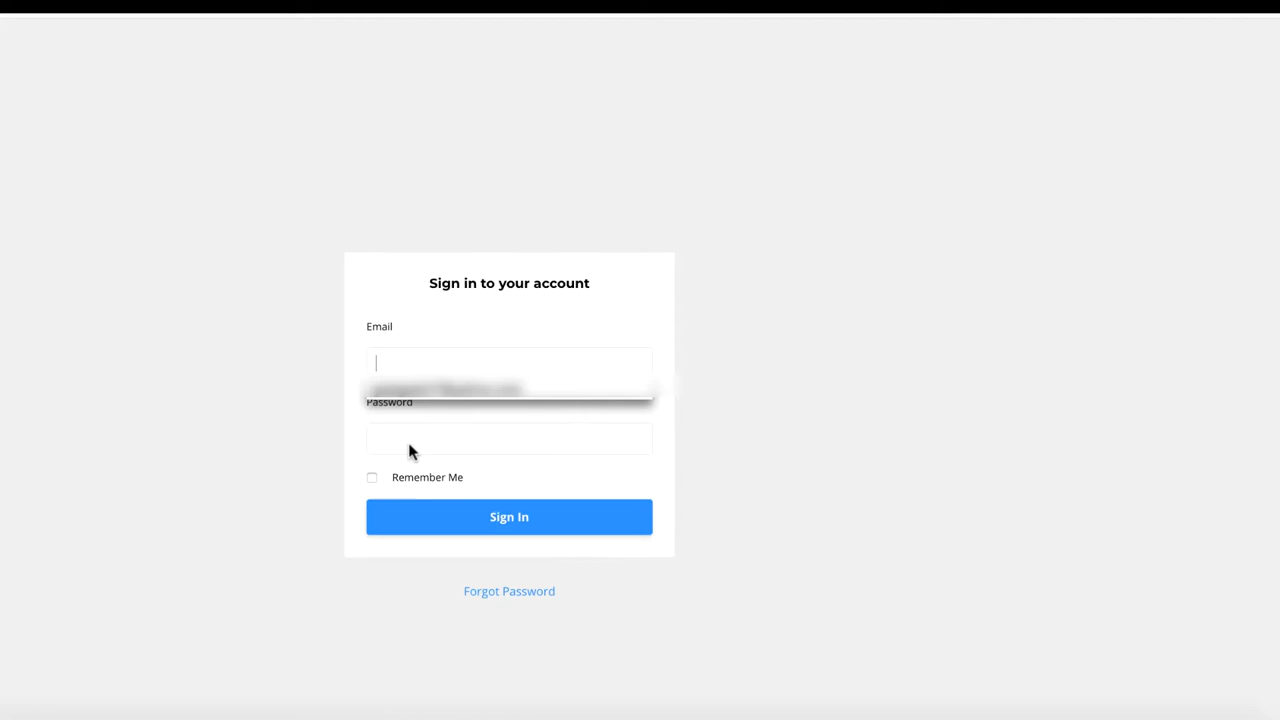 Sign in to your account
Email
Password
Remember Me
Sign In
Forgot Password